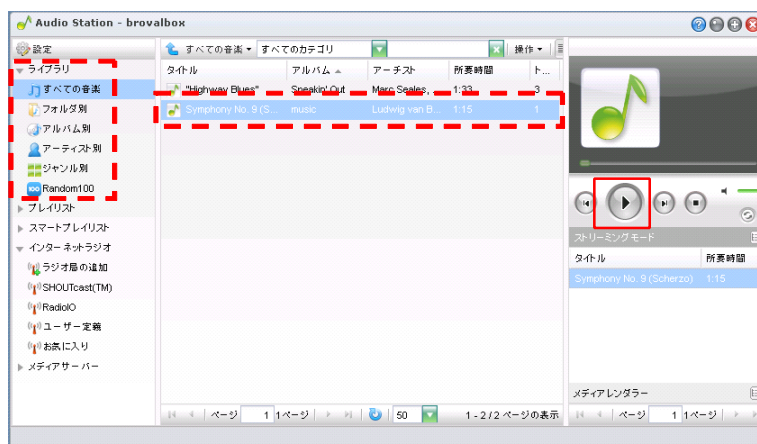 Audio Station - brovalbox
設定
すべての音楽 すべてのカテゴリ 操作
ライブラリ
すべての音楽
フォルダ別
アルバム別
アーティスト別
ジャンル別
100 Random100
プレイリスト
スマートプレイリスト
インターネットラジオ
ラジオ局の追加
SHOUTcast(TM)
RadioIO
ユーザー定義
お気に入り
メディアサーバー
タイトル アルバム アーチスト 所要時間 ト...
"Highway Blues" Speakin' Out Marc Seales, ... 1:33 3
Symphony No. 9 (S... music Ludwig van B... 1:15 1
ページ 1 1ページ 50 1 - 2 / 2 ページの表示
ストリーミングモード
タイトル 所要時間
Symphony No. 9 (Scherzo) 1:15
メディアレンダラー
ページ 1 1ページ